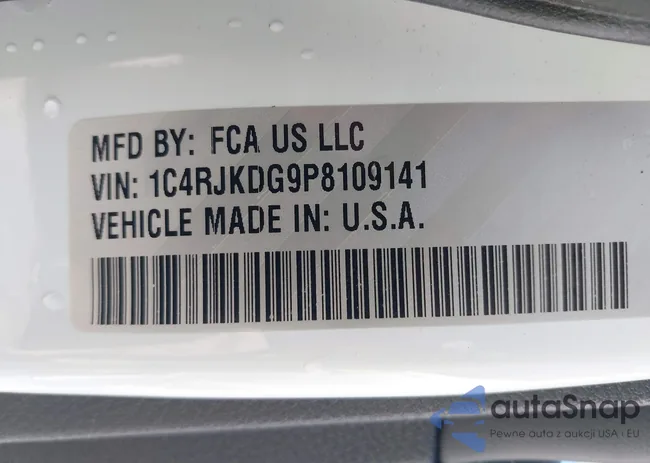 MFD BY: FCA US LLC
VIN: 1C4RJKDG9P8109141
VEHICLE MADE IN: U.S.A.
autaSnap
Pewne auta z aukcji USA i EU